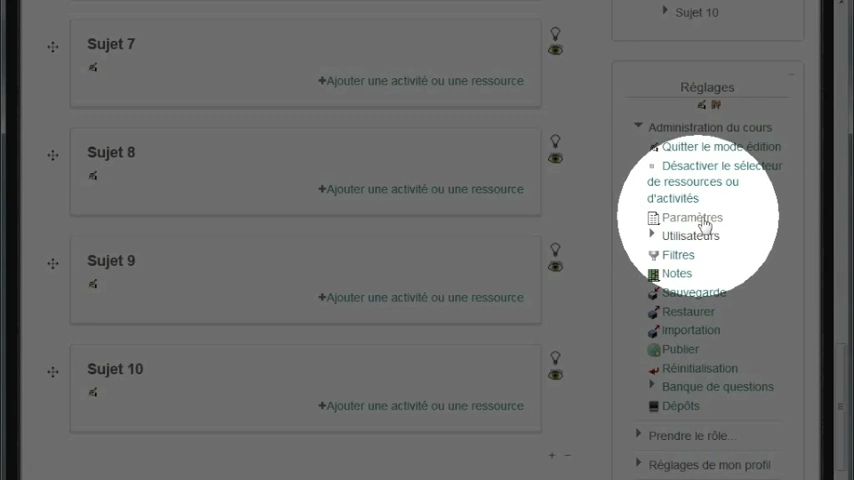 Sujet 10
Sujet 7
+Ajouter une activité ou une ressource
Sujet 8
+Ajouter une activité ou une ressource
Sujet 9
+Ajouter une activité ou une ressource
Sujet 10
+Ajouter une activité ou une ressource
+ −
Réglages
Administration du cours
Quitter le mode édition
Désactiver le sélecteur
de ressources ou
d'activités
Paramètres
Utilisateurs
Filtres
Notes
Sauvegarde
Restaurer
Importation
Publier
Réinitialisation
Banque de questions
Dépôts
Prendre le rôle...
Réglages de mon profil